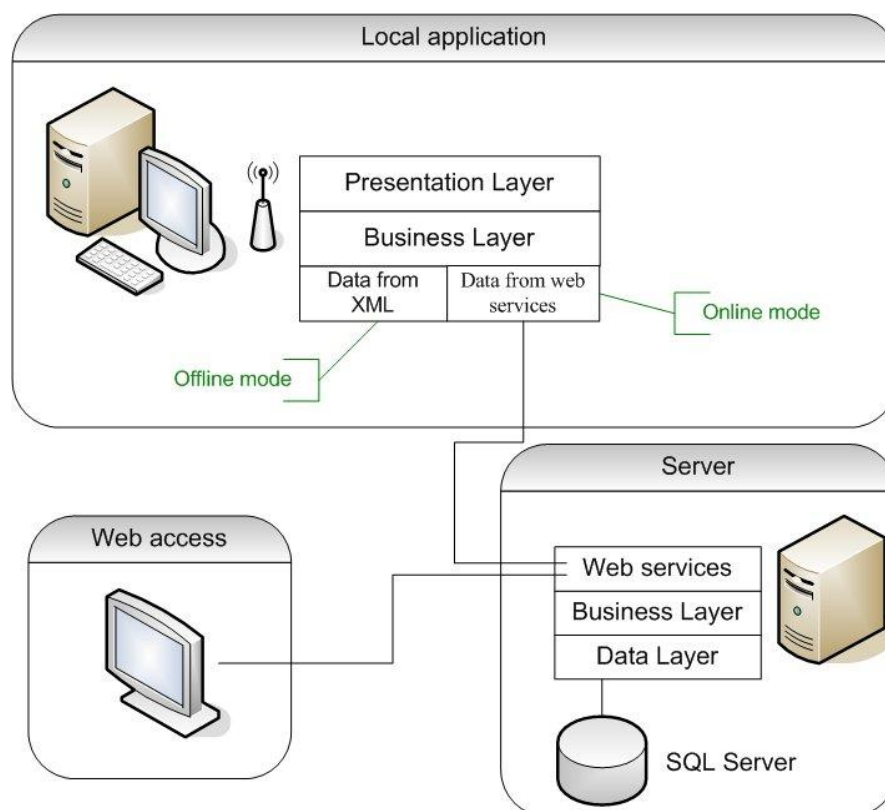 Local application
Presentation Layer
Business Layer
Data from
XML
Data from web
services
Online mode
Offline mode
Server
Web access
Web services
Business Layer
Data Layer
SQL Server